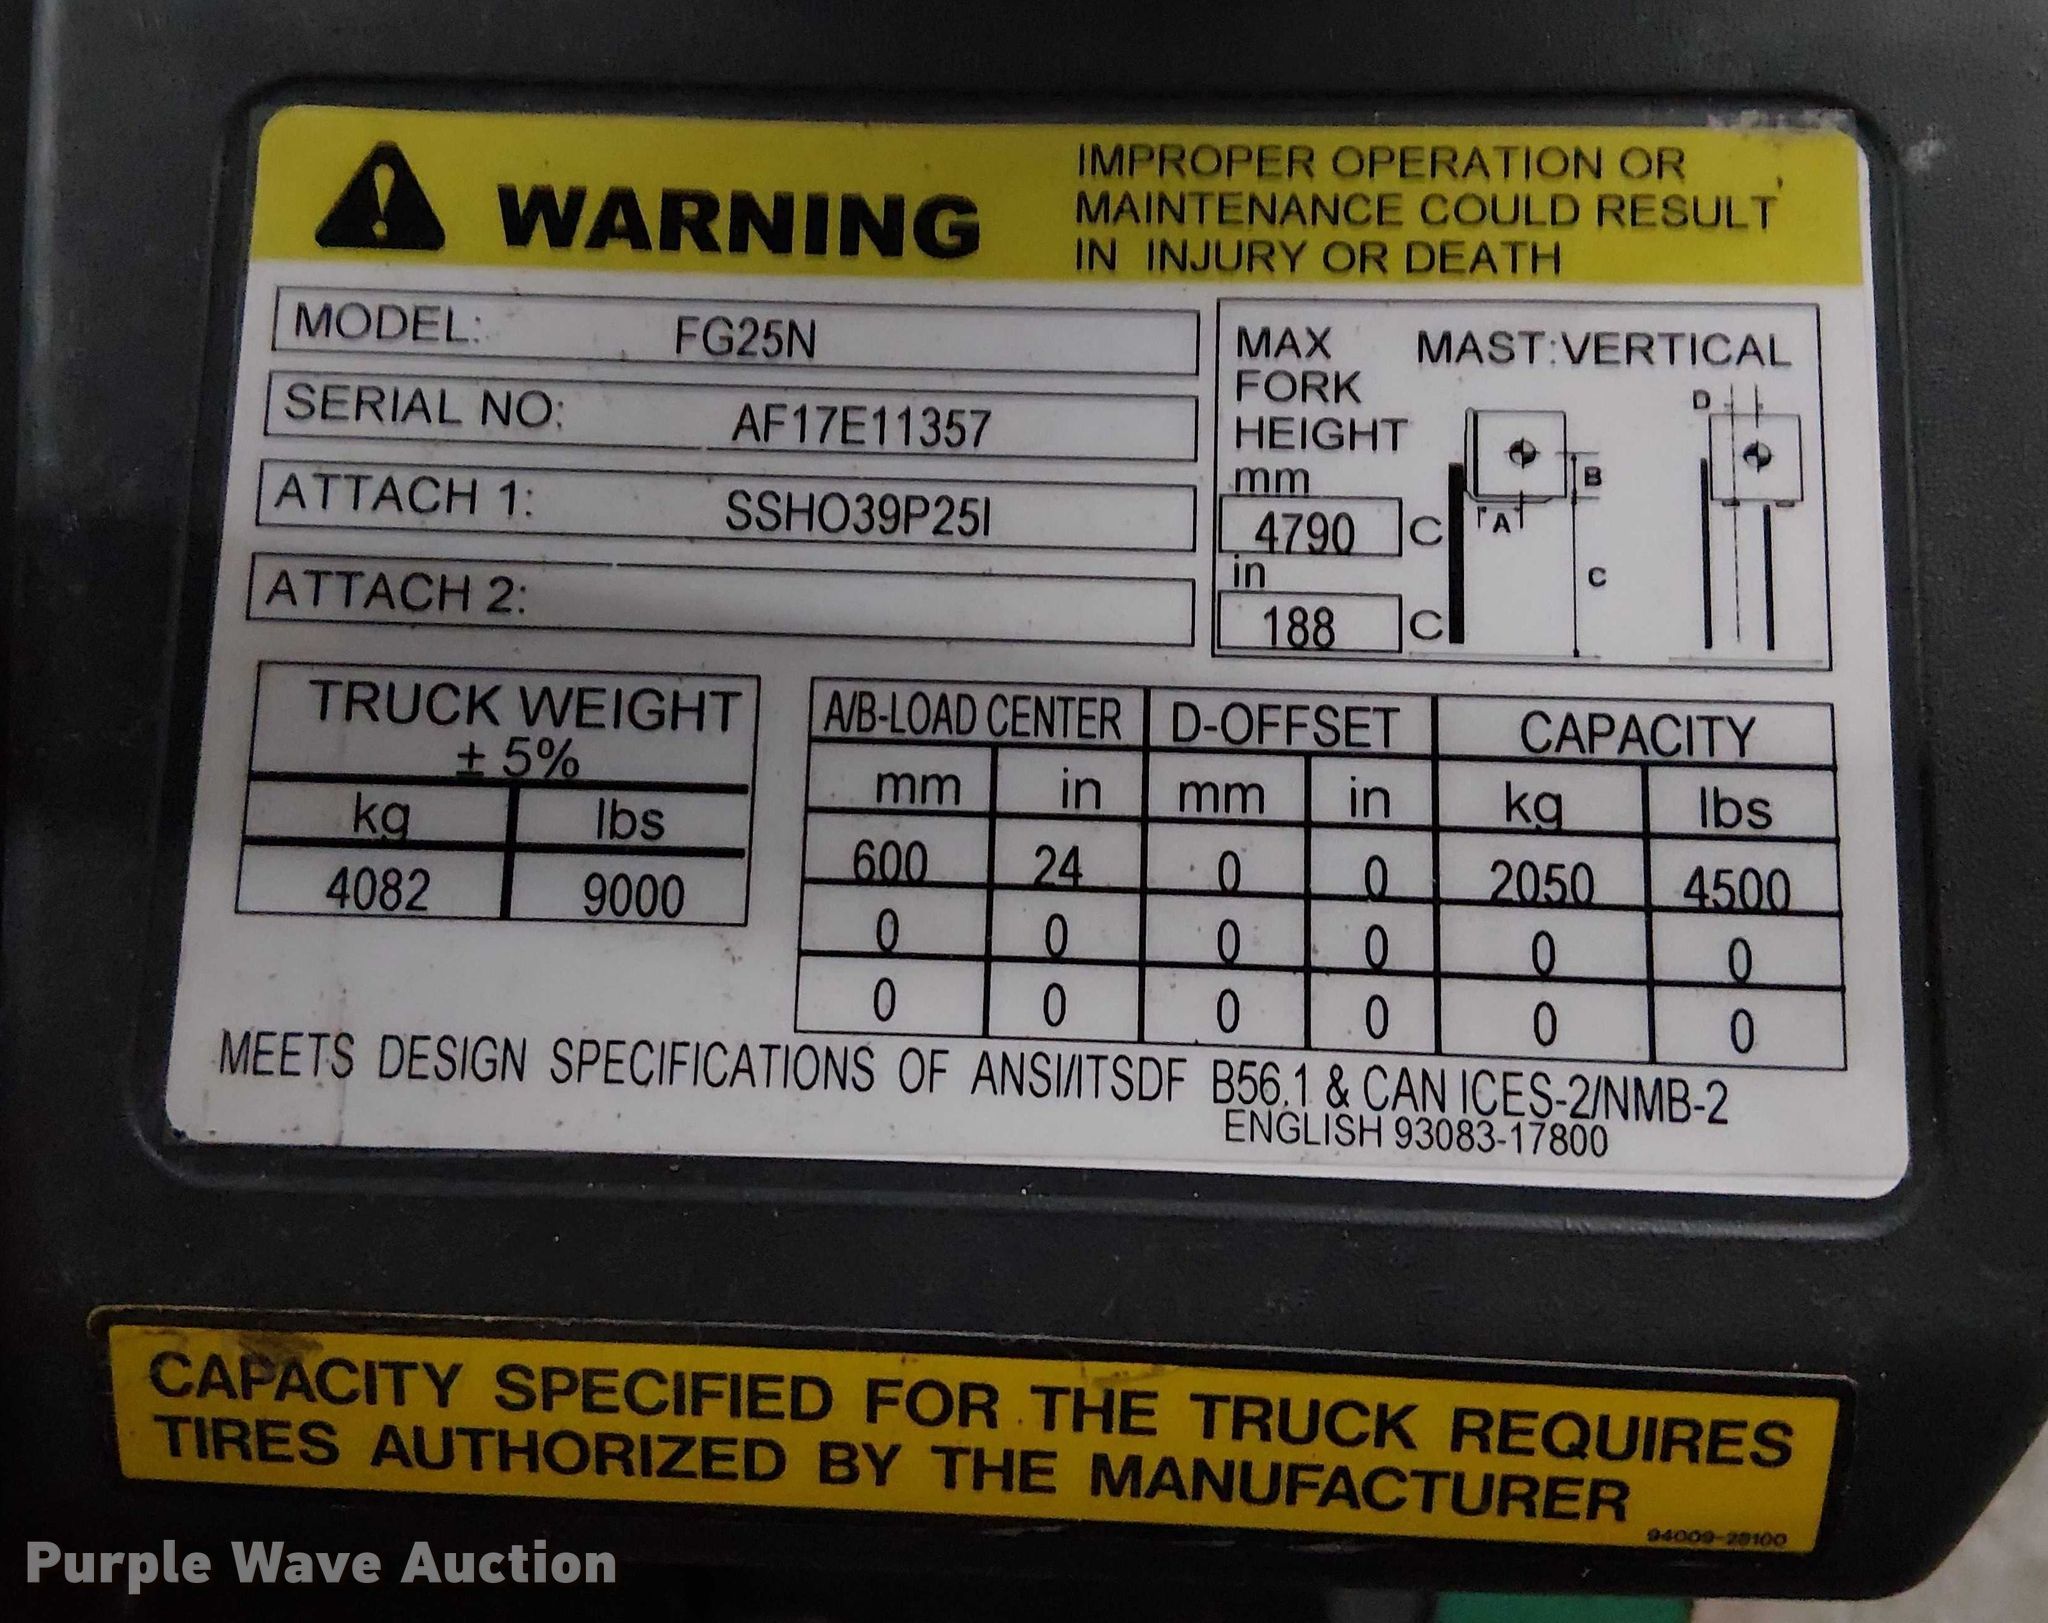 WARNING
IMPROPER OPERATION OR
MAINTENANCE COULD RESULT
IN INJURY OR DEATH
MODEL: FG25N
SERIAL NO: AF17E11357
ATTACH 1: SSHO39P25I
ATTACH 2:
MAX FORK HEIGHT
MAST:VERTICAL
mm
4790 C
in
188 C
A
B
C
D
TRUCK WEIGHT
± 5%
kg lbs
4082 9000
A/B-LOAD CENTER D-OFFSET CAPACITY
mm in mm in kg lbs
600 24 0 0 2050 4500
0 0 0 0 0 0
0 0 0 0 0 0
MEETS DESIGN SPECIFICATIONS OF ANSI/ITSDF B56.1 & CAN ICES-2/NMB-2
ENGLISH 93083-17800
CAPACITY SPECIFIED FOR THE TRUCK REQUIRES
TIRES AUTHORIZED BY THE MANUFACTURER
94009-28100
Purple Wave Auction